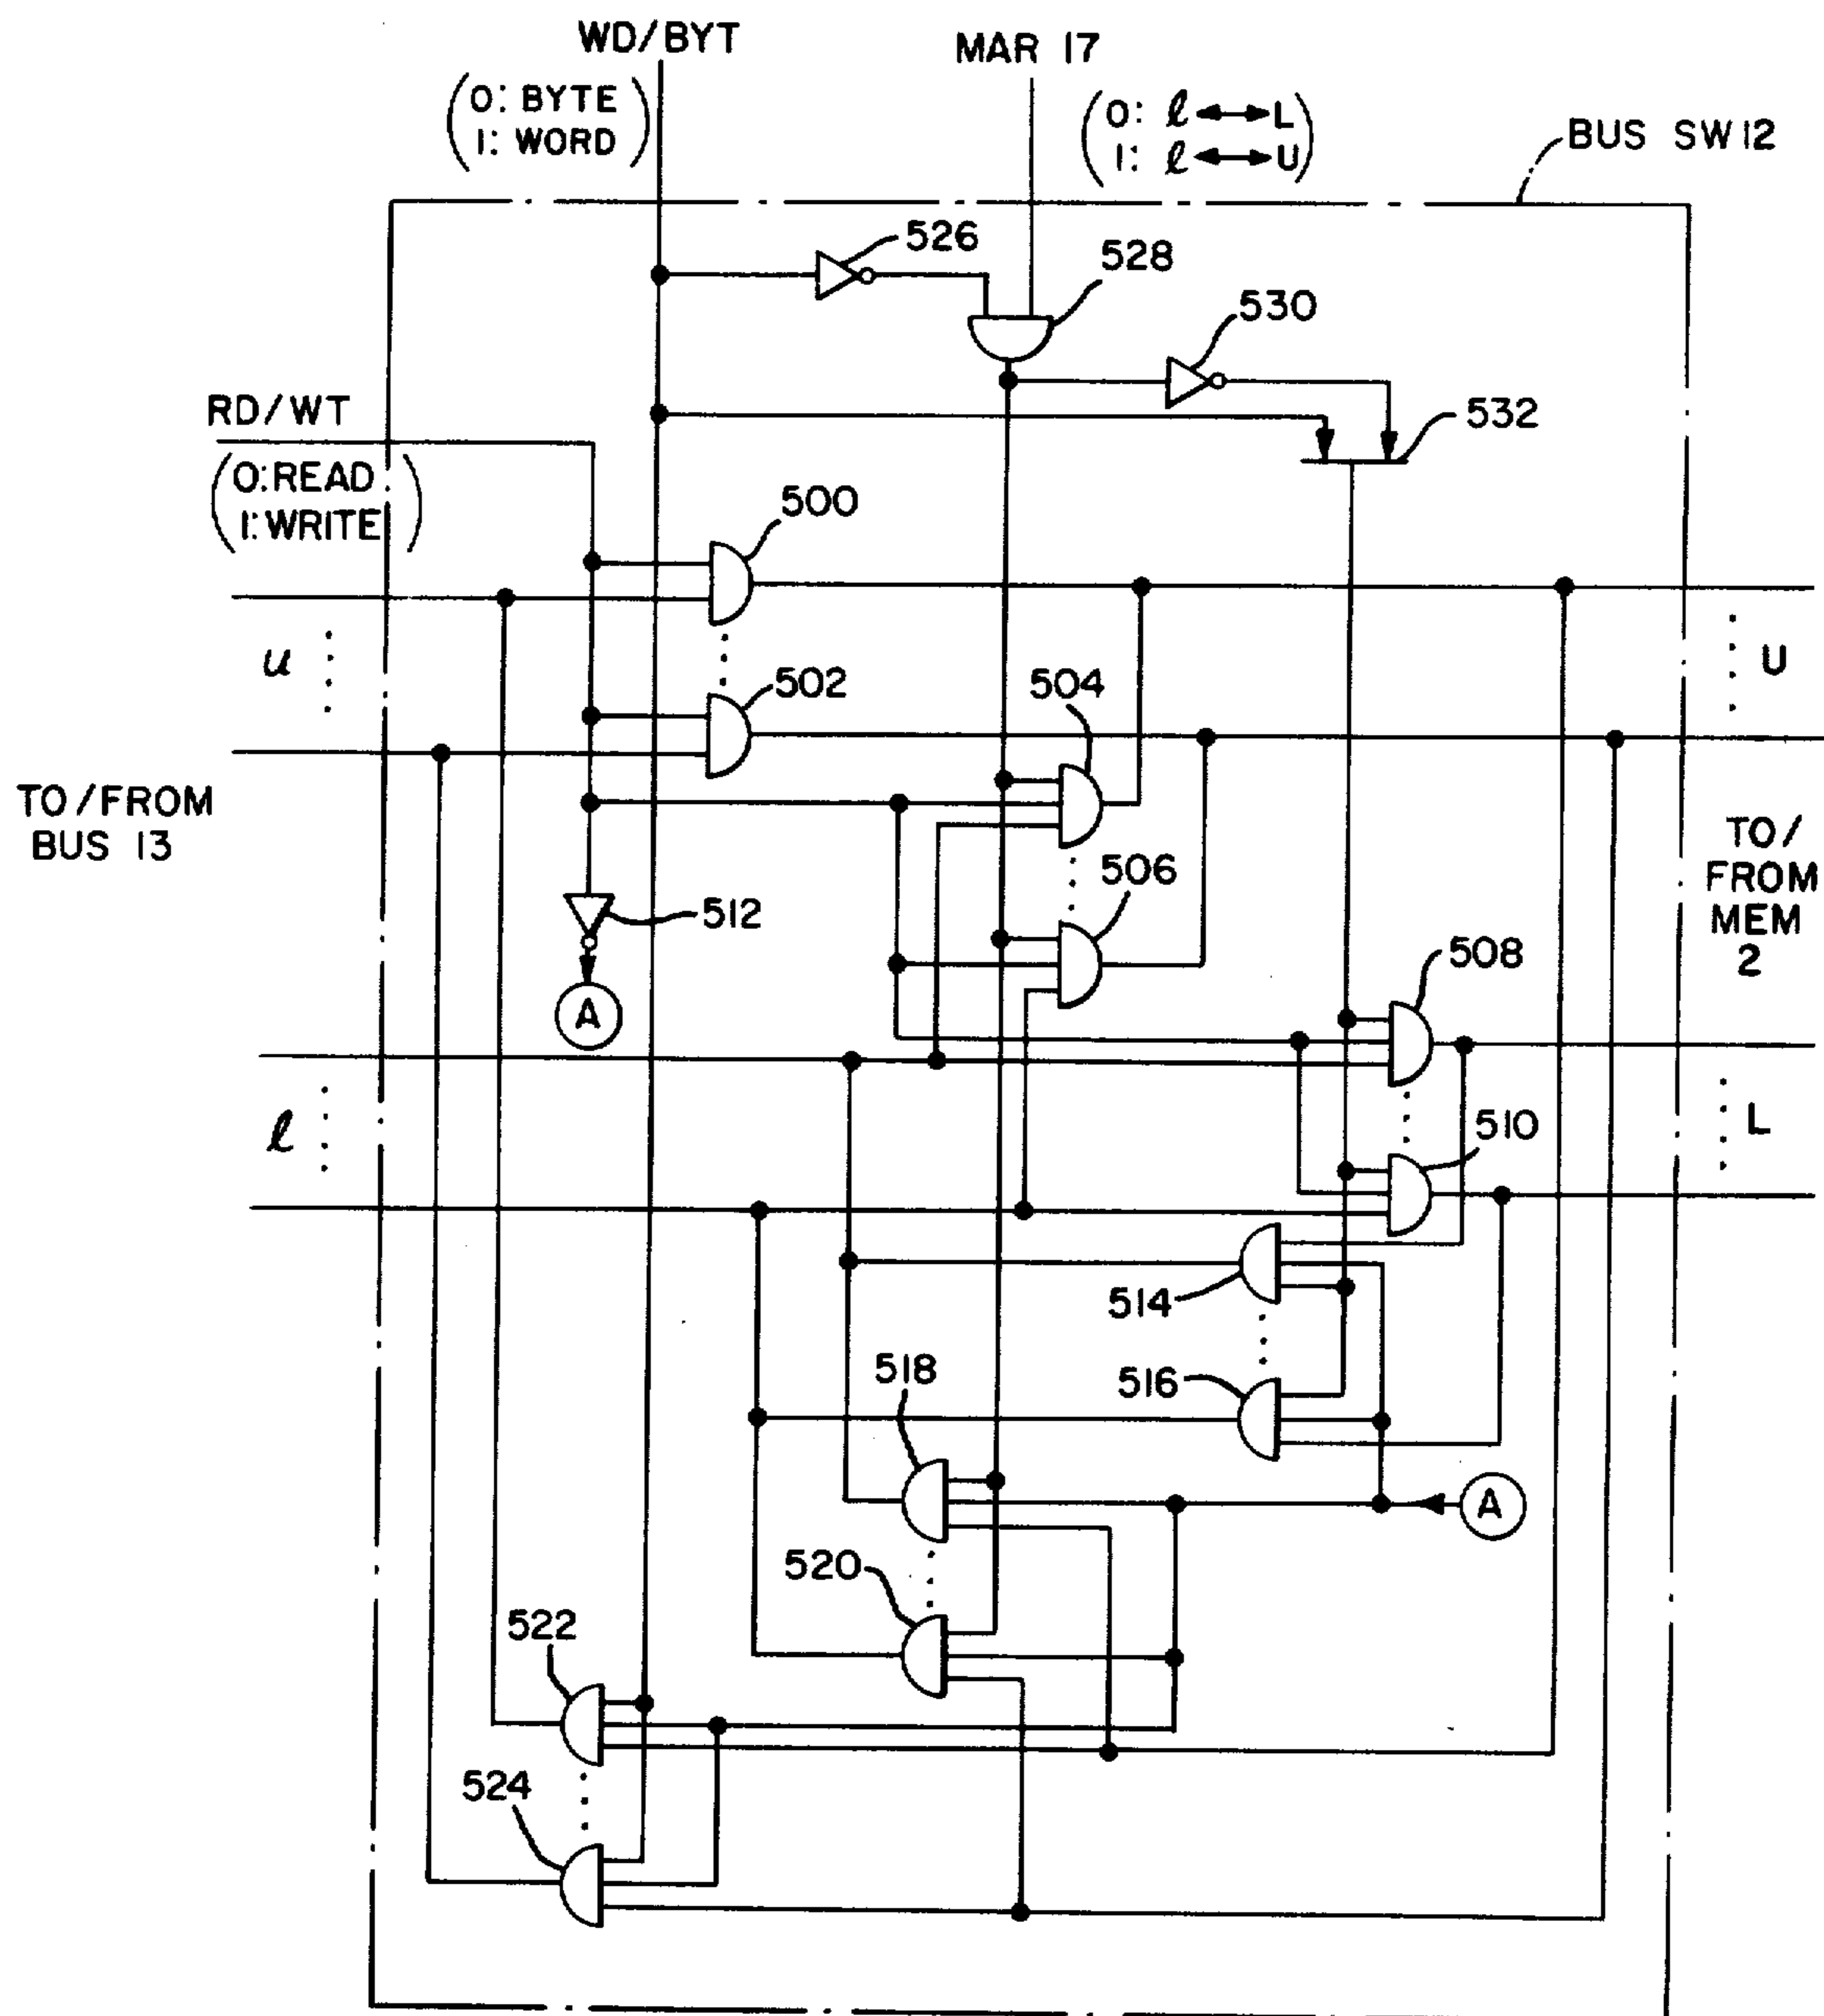 WD/BYT
(0: BYTE
1: WORD)
MAR 17
(0: ℓ ↔ L
1: ℓ ↔ U)
BUS SW12
526
528
530
532
RD/WT
(0:READ
1:WRITE)
500
u
502
504
U
TO/FROM
BUS 13
506
TO/
FROM
MEM
2
512
A
508
ℓ
510
L
514
518
516
A
520
522
524